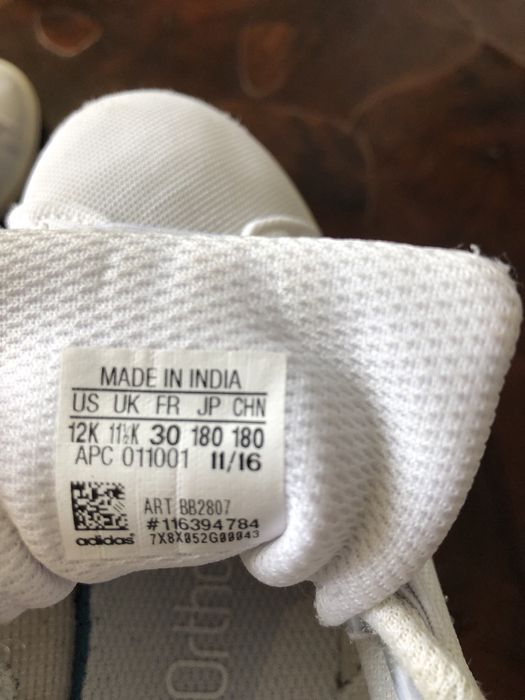 MADE IN INDIA
US UK FR JP CHN
12K 11½K 30 180 180
APC 011001 11/16
ART BB2807
#116394784
adidas 7X8X052G00043
Ortho